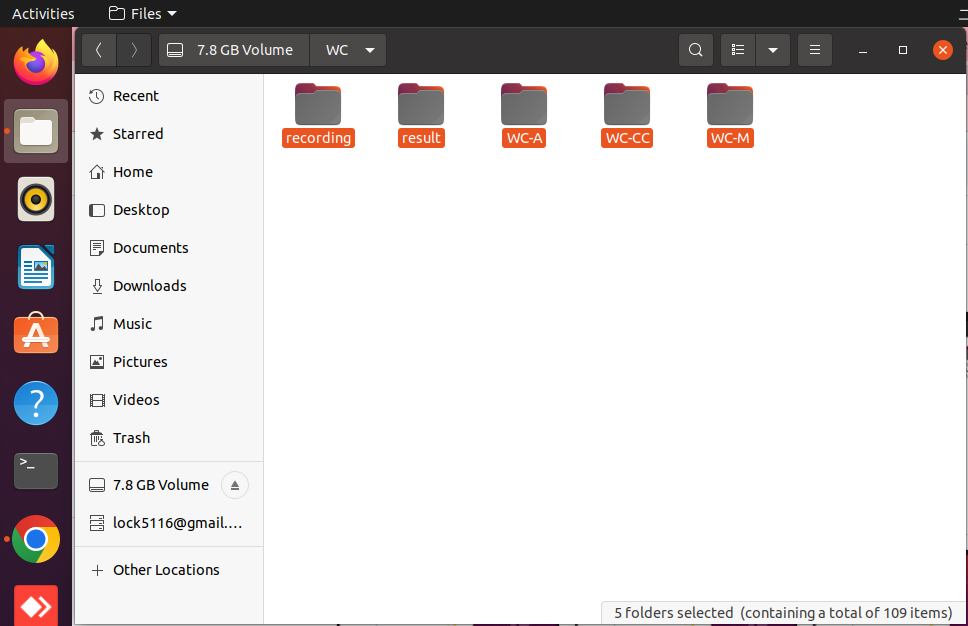 Activities Files
7.8 GB Volume WC
Recent
Starred
Home
Desktop
Documents
Downloads
Music
Pictures
Videos
Trash
7.8 GB Volume
lock5116@gmail.…
Other Locations
recording result WC-A WC-CC WC-M
5 folders selected (containing a total of 109 items)